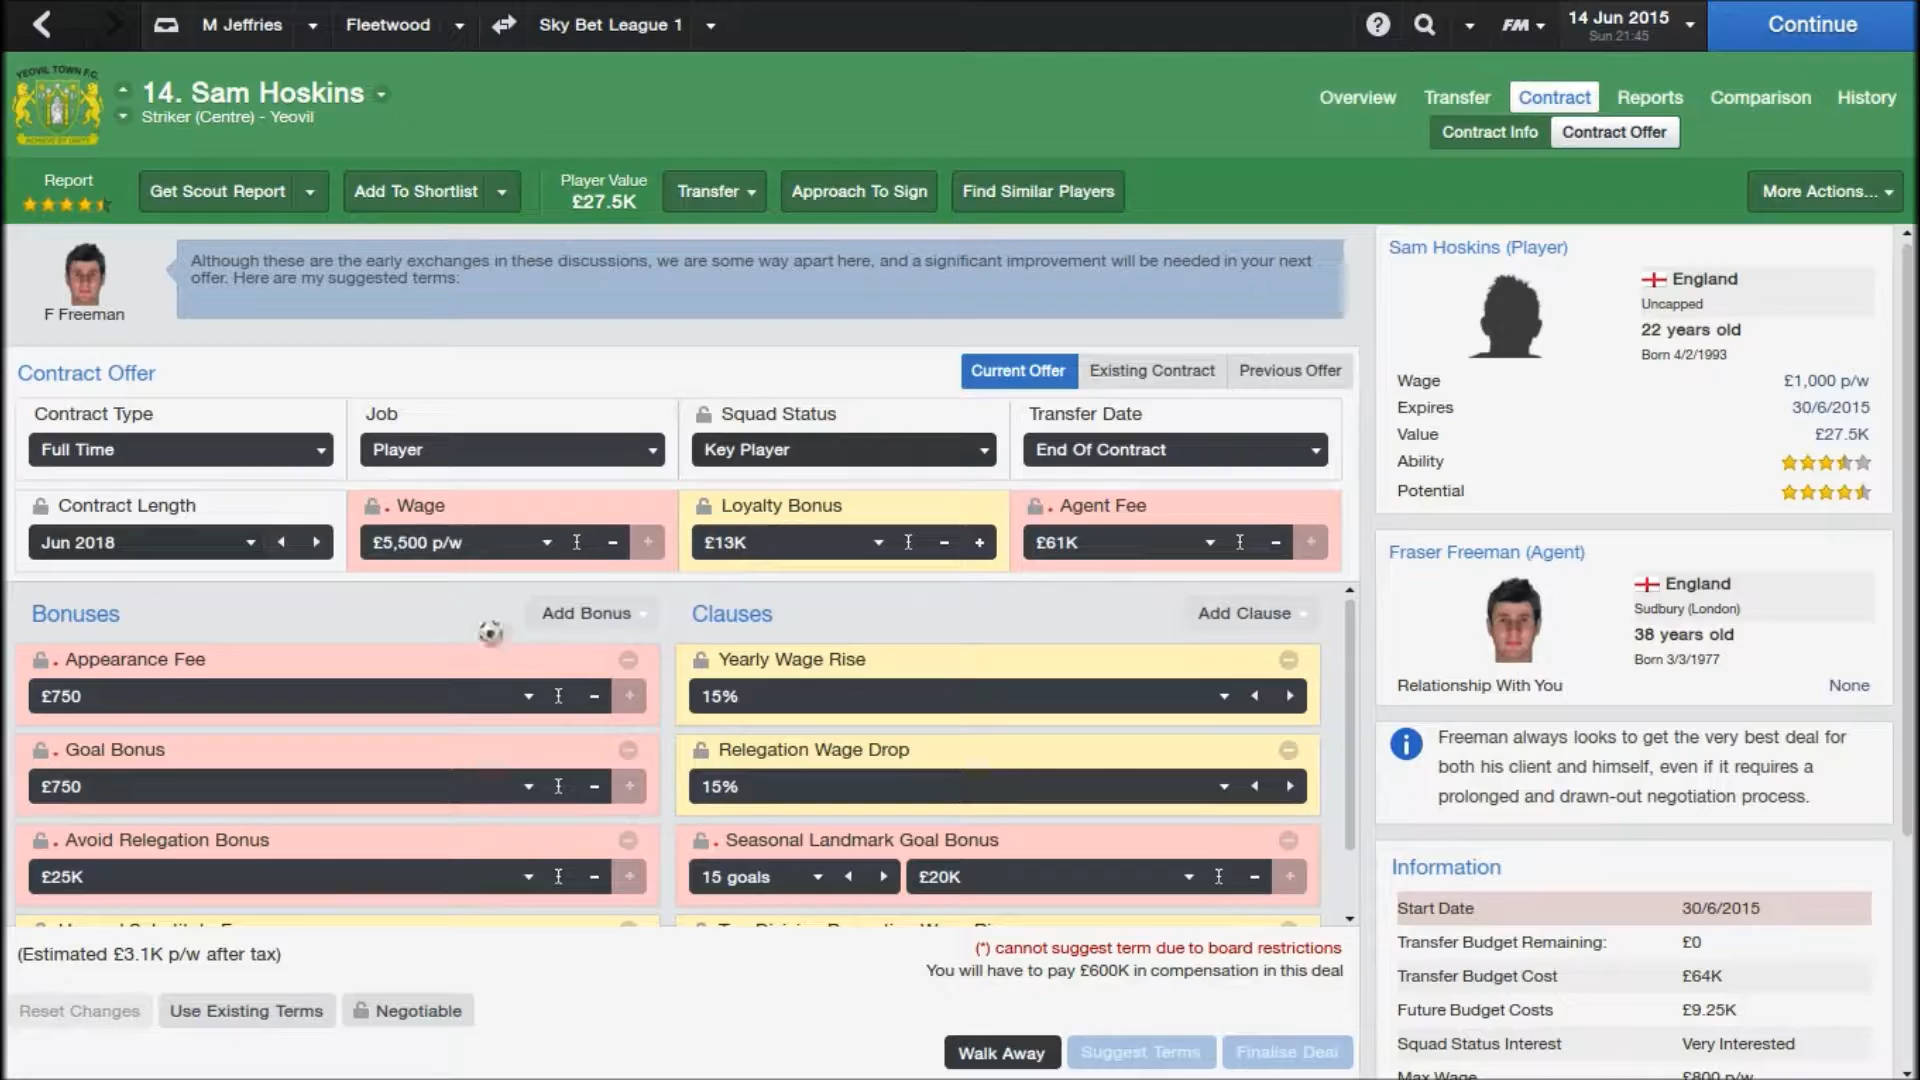 M Jeffries
Fleetwood
Sky Bet League 1
FM
14 Jun 2015
Sun 21:45
Continue
YEOVIL TOWN F.C.
14. Sam Hoskins
Striker (Centre) - Yeovil
Overview
Transfer
Contract
Reports
Comparison
History
Contract Info
Contract Offer
Report
Get Scout Report
Add To Shortlist
Player Value
£27.5K
Transfer
Approach To Sign
Find Similar Players
More Actions...
F Freeman
Although these are the early exchanges in these discussions, we are some way apart here, and a significant improvement will be needed in your next
offer. Here are my suggested terms:
Contract Offer
Current Offer
Existing Contract
Previous Offer
Contract Type
Job
Squad Status
Transfer Date
Full Time
Player
Key Player
End Of Contract
Contract Length
. Wage
Loyalty Bonus
. Agent Fee
Jun 2018
£5,500 p/w
£13K
£61K
Bonuses
Add Bonus
Clauses
Add Clause
. Appearance Fee
£750
Yearly Wage Rise
15%
. Goal Bonus
£750
Relegation Wage Drop
15%
. Avoid Relegation Bonus
£25K
. Seasonal Landmark Goal Bonus
15 goals
£20K
(Estimated £3.1K p/w after tax)
(*) cannot suggest term due to board restrictions
You will have to pay £600K in compensation in this deal
Reset Changes
Use Existing Terms
Negotiable
Walk Away
Suggest Terms
Finalise Deal
Sam Hoskins (Player)
England
Uncapped
22 years old
Born 4/2/1993
Wage £1,000 p/w
Expires 30/6/2015
Value £27.5K
Ability
Potential
Fraser Freeman (Agent)
England
Sudbury (London)
38 years old
Born 3/3/1977
Relationship With You None
Freeman always looks to get the very best deal for
both his client and himself, even if it requires a
prolonged and drawn-out negotiation process.
Information
Start Date 30/6/2015
Transfer Budget Remaining: £0
Transfer Budget Cost £64K
Future Budget Costs £9.25K
Squad Status Interest Very Interested
Max Wage £800 p/w